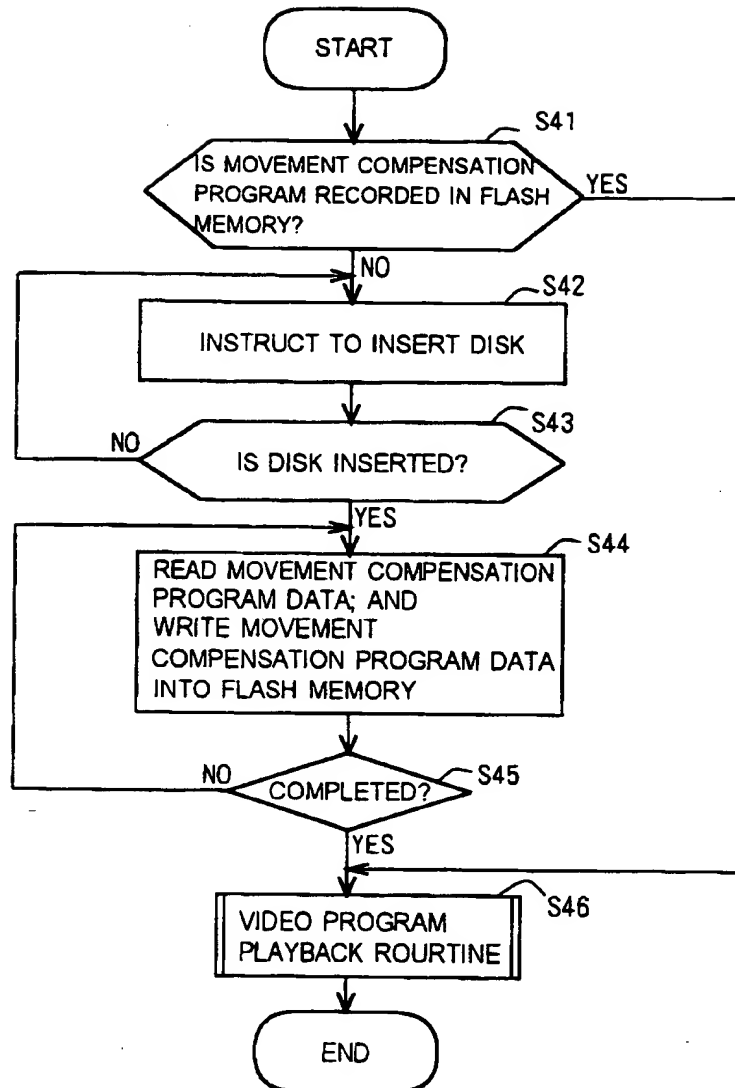 START
S41
IS MOVEMENT COMPENSATION
PROGRAM RECORDED IN FLASH
MEMORY?
YES
NO
S42
INSTRUCT TO INSERT DISK
S43
NO
IS DISK INSERTED?
YES
S44
READ MOVEMENT COMPENSATION
PROGRAM DATA; AND
WRITE MOVEMENT
COMPENSATION PROGRAM DATA
INTO FLASH MEMORY
NO
S45
COMPLETED?
YES
S46
VIDEO PROGRAM
PLAYBACK ROURTINE
END